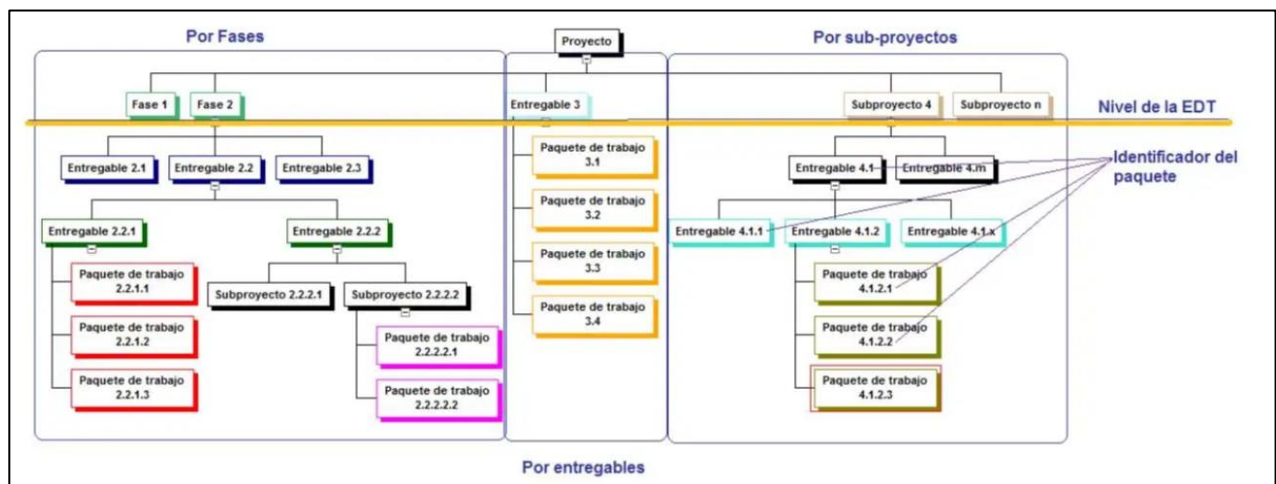 Por Fases
Proyecto
Por sub-proyectos
Fase 1
Fase 2
Entregable 3
Subproyecto 4
Subproyecto n
Nivel de la EDT
Entregable 2.1
Entregable 2.2
Entregable 2.3
Paquete de trabajo
3.1
Entregable 4.1
Entregable 4.m
Identificador del
paquete
Paquete de trabajo
3.2
Entregable 2.2.1
Entregable 2.2.2
Entregable 4.1.1
Entregable 4.1.2
Entregable 4.1.x
Paquete de trabajo
3.3
Paquete de trabajo
2.2.1.1
Subproyecto 2.2.2.1
Subproyecto 2.2.2.2
Paquete de trabajo
4.1.2.1
Paquete de trabajo
3.4
Paquete de trabajo
2.2.1.2
Paquete de trabajo
2.2.2.2.1
Paquete de trabajo
4.1.2.2
Paquete de trabajo
2.2.1.3
Paquete de trabajo
2.2.2.2.2
Paquete de trabajo
4.1.2.3
Por entregables